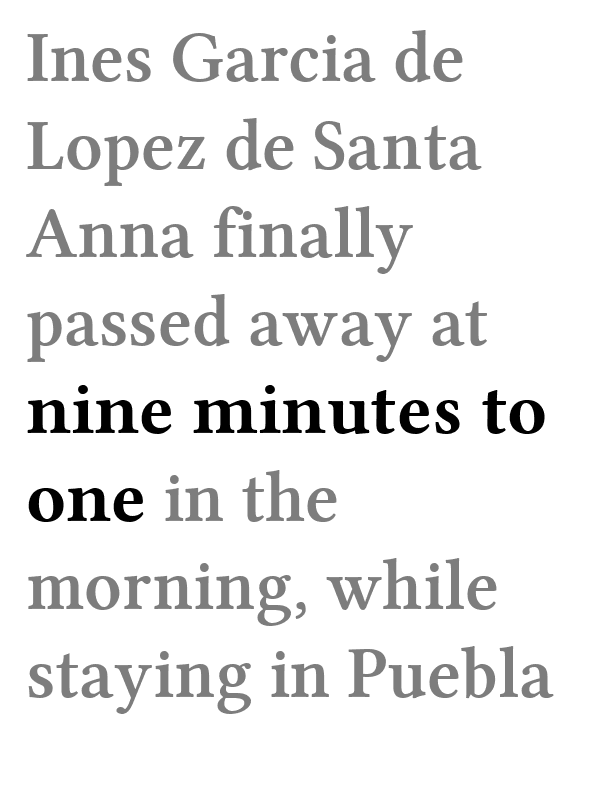 Ines Garcia de
Lopez de Santa
Anna finally
passed away at
nine minutes to
one in the
morning, while
staying in Puebla